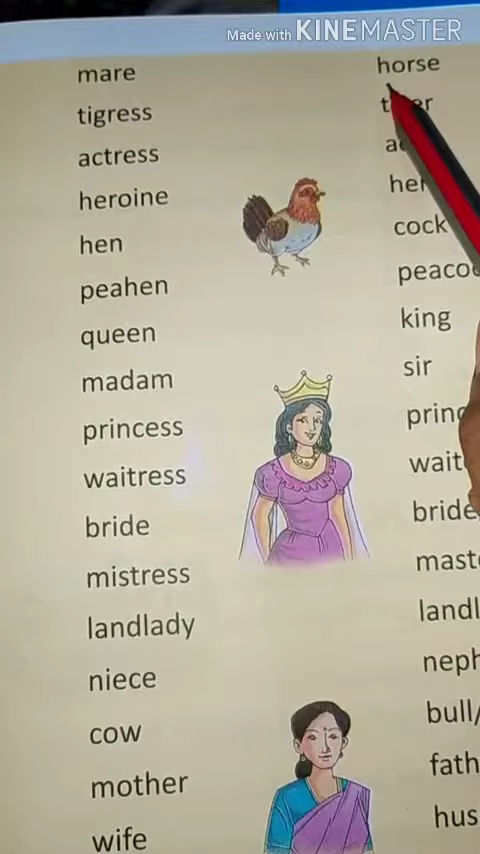 Made with KINEMASTER
mare horse
tigress
actress
heroine
hen cock
peahen
queen king
madam sir
princess
waitress
bride
mistress
landlady
niece
cow bull/
mother
wife